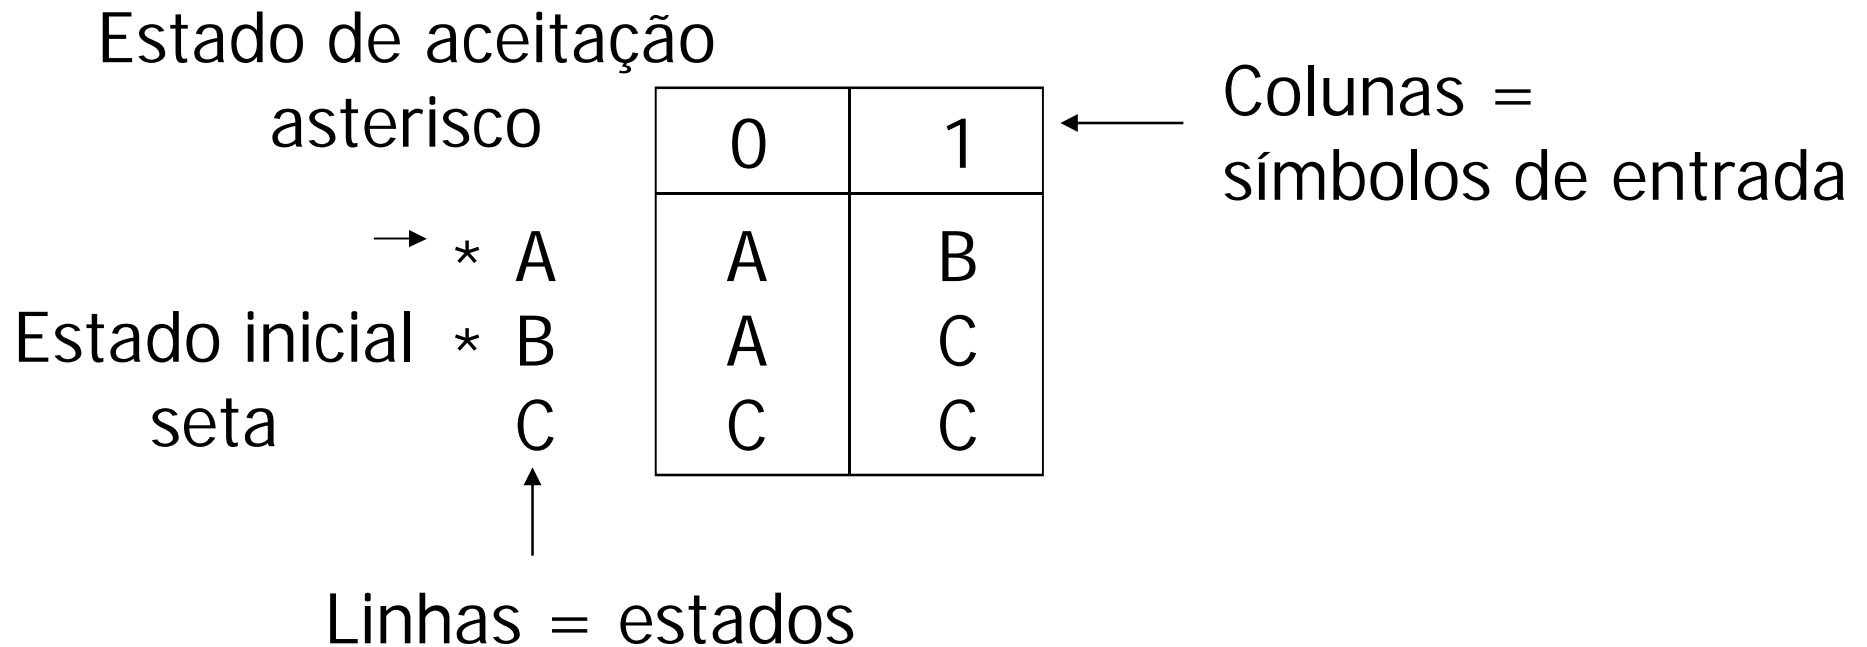 Estado de aceitação
asterisco
Colunas =
símbolos de entrada
0 1
* A A B
Estado inicial
seta
* B A C
C C C
Linhas = estados